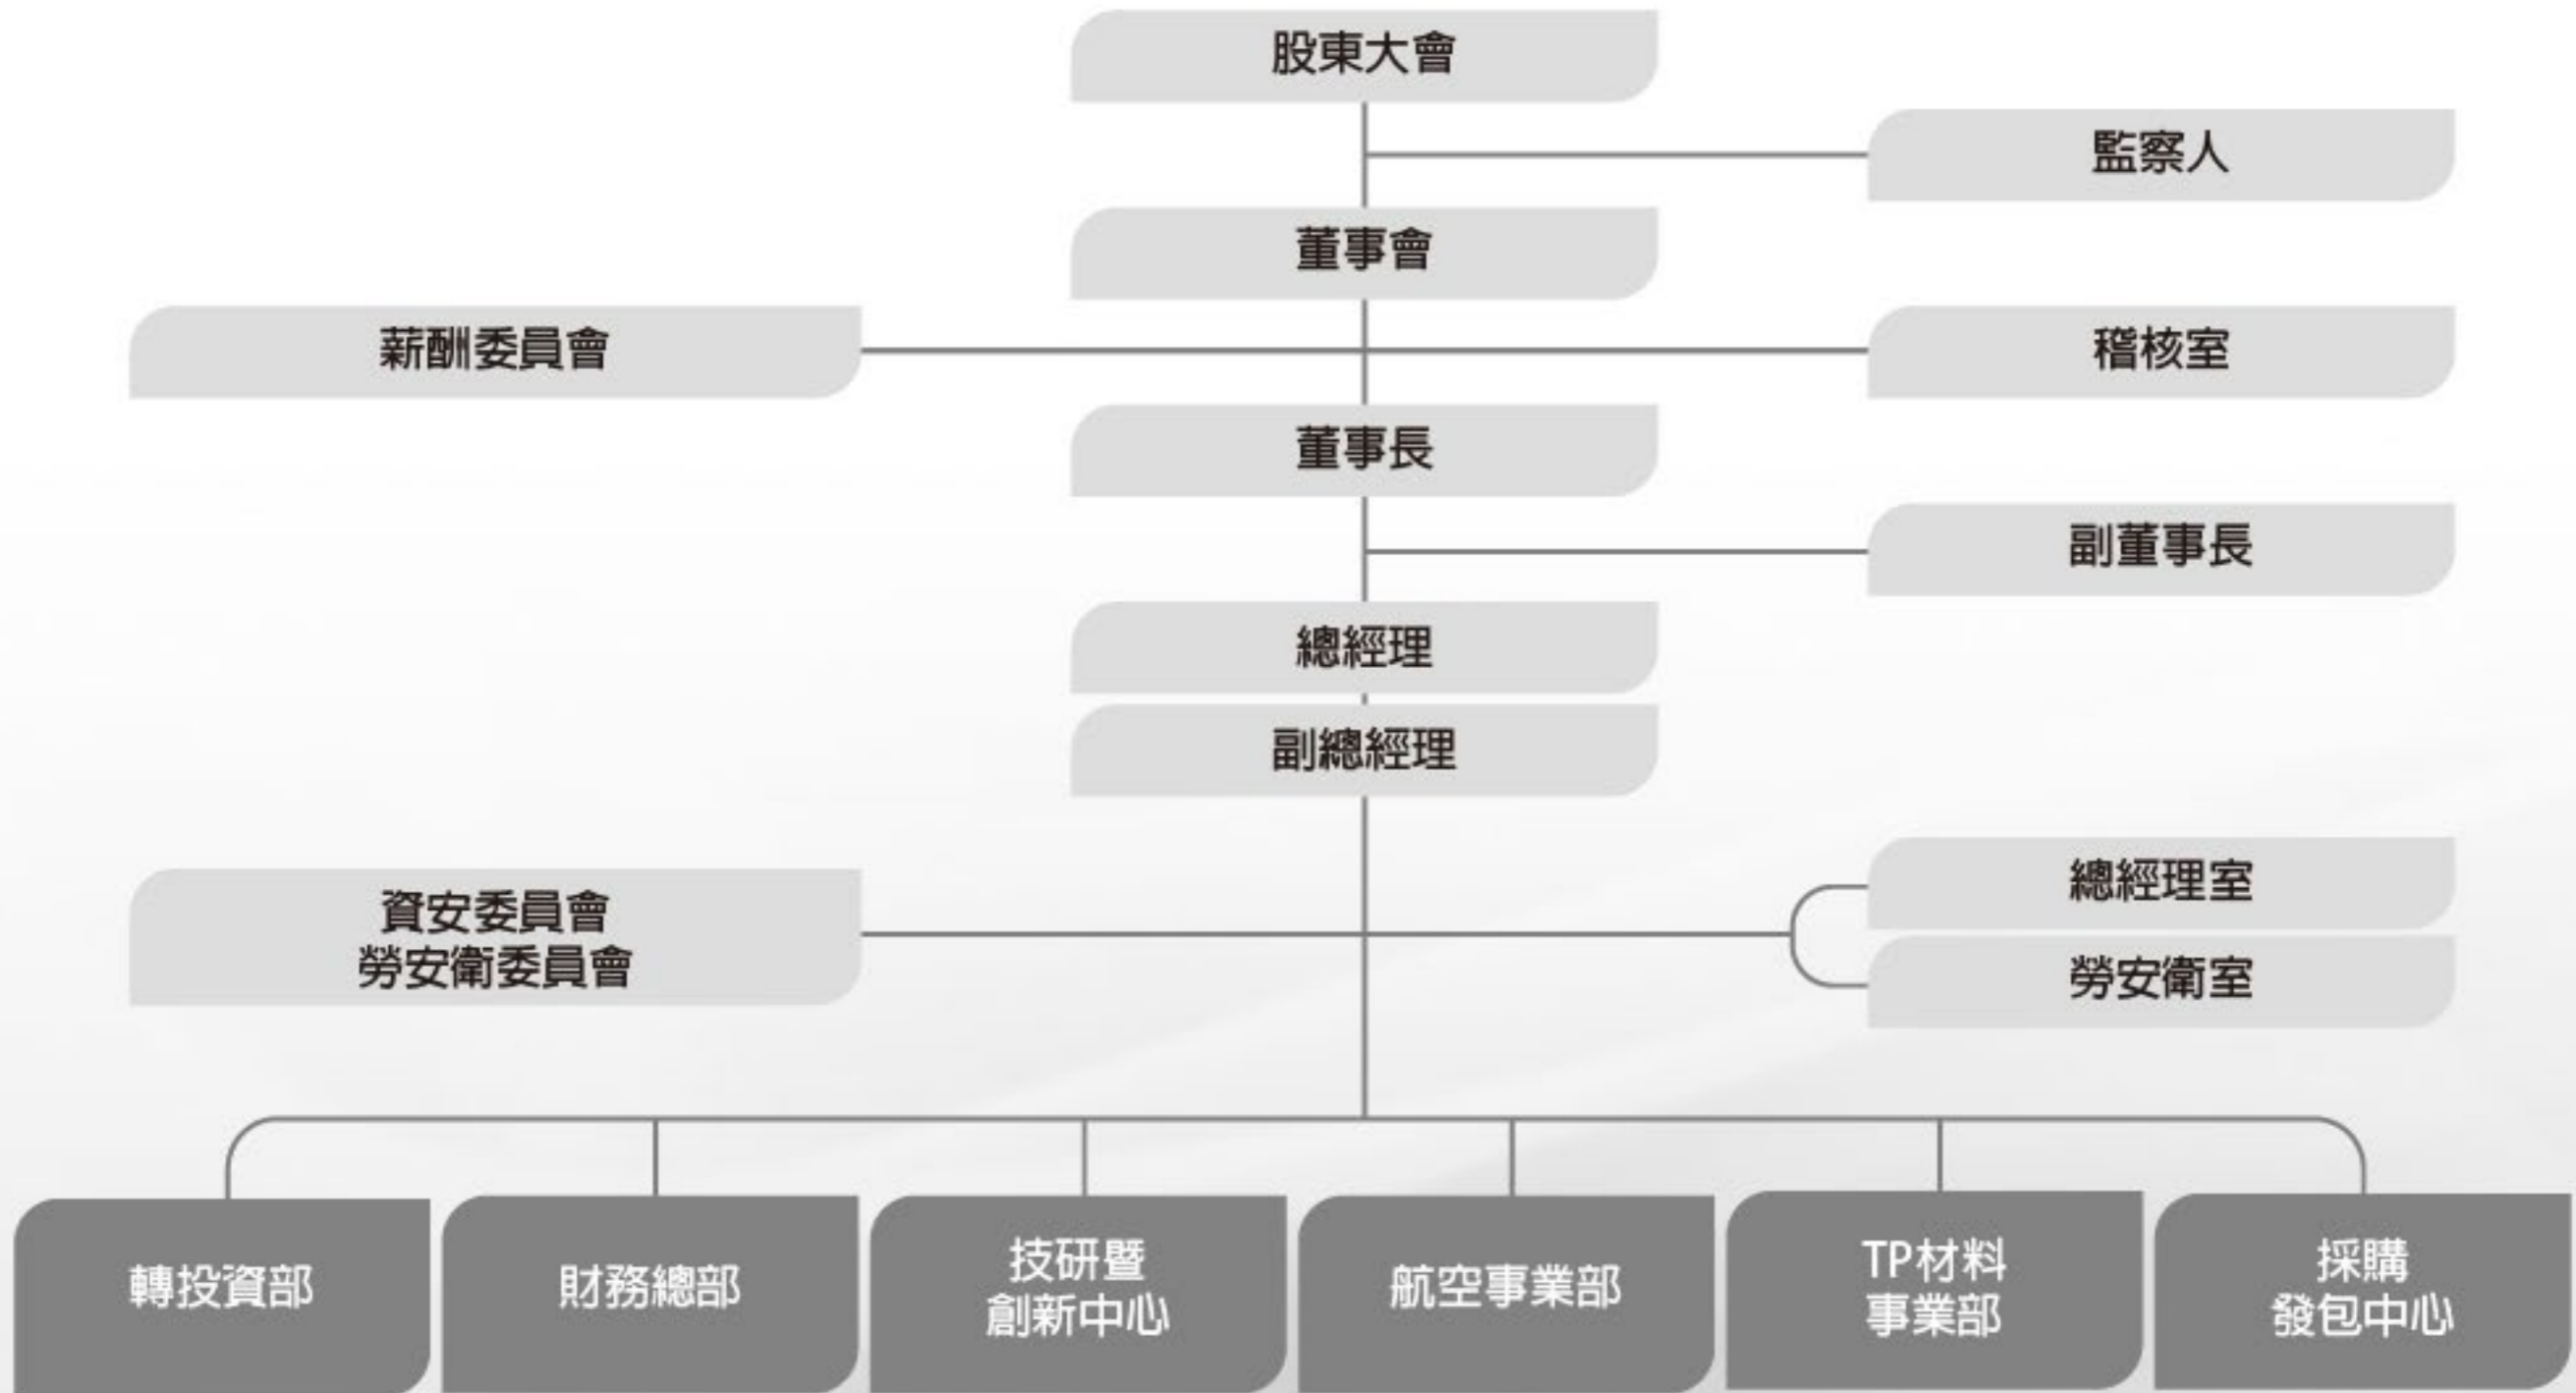 股東大會
監察人
董事會
薪酬委員會
稽核室
董事長
副董事長
總經理
副總經理
資安委員會
勞安衛委員會
總經理室
勞安衛室
轉投資部
財務總部
技研暨
創新中心
航空事業部
TP材料
事業部
採購
發包中心